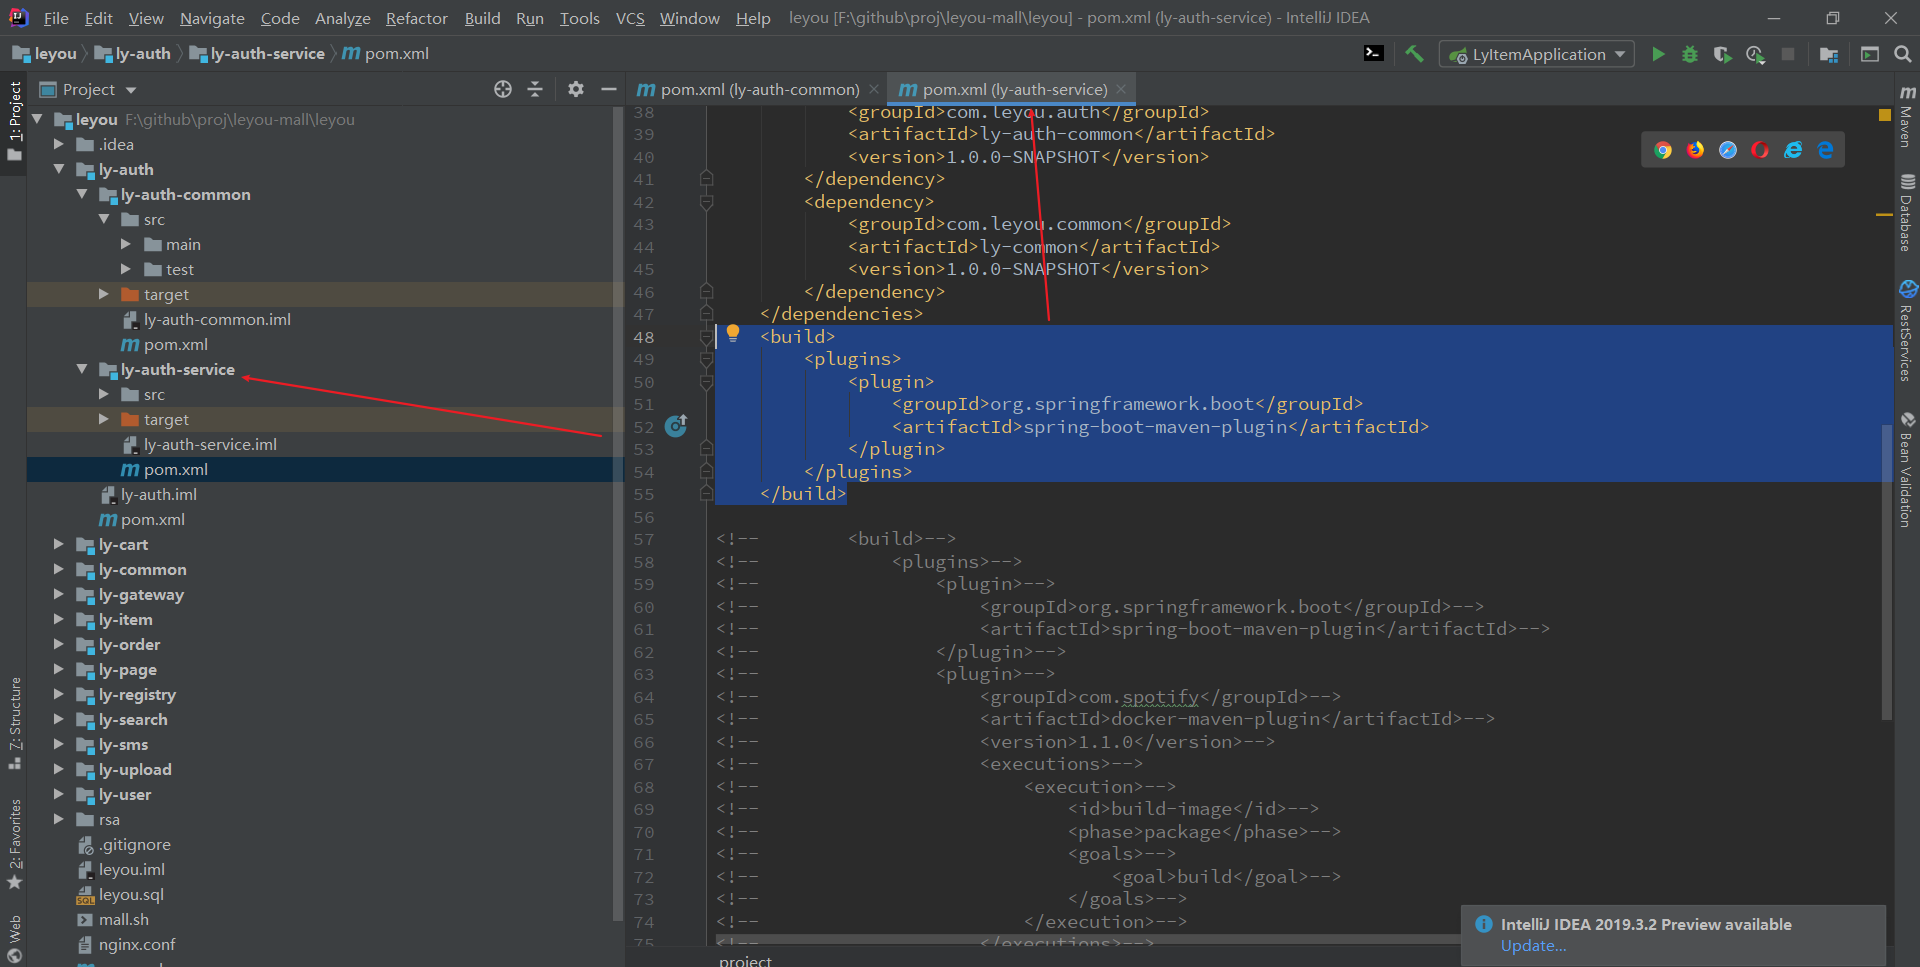 File Edit View Navigate Code Analyze Refactor Build Run Tools VCS Window Help leyou [F:\github\proj\leyou-mall\leyou] - pom.xml (ly-auth-service) - IntelliJ IDEA
leyou ly-auth ly-auth-service pom.xml
LyItemApplication
Project
pom.xml (ly-auth-common)
pom.xml (ly-auth-service)
1: Project
7: Structure
2: Favorites
Web
leyou F:\github\proj\leyou-mall\leyou
.idea
ly-auth
ly-auth-common
src
main
test
target
ly-auth-common.iml
pom.xml
ly-auth-service
src
target
ly-auth-service.iml
pom.xml
ly-auth.iml
pom.xml
ly-cart
ly-common
ly-gateway
ly-item
ly-order
ly-page
ly-registry
ly-search
ly-sms
ly-upload
ly-user
rsa
.gitignore
leyou.iml
leyou.sql
mall.sh
nginx.conf
38 <groupId>com.leyou.auth</groupId>
39 <artifactId>ly-auth-common</artifactId>
40 <version>1.0.0-SNAPSHOT</version>
41 </dependency>
42 <dependency>
43 <groupId>com.leyou.common</groupId>
44 <artifactId>ly-common</artifactId>
45 <version>1.0.0-SNAPSHOT</version>
46 </dependency>
47 </dependencies>
48 <build>
49 <plugins>
50 <plugin>
51 <groupId>org.springframework.boot</groupId>
52 <artifactId>spring-boot-maven-plugin</artifactId>
53 </plugin>
54 </plugins>
55 </build>
56
57 <!-- <build>-->
58 <!-- <plugins>-->
59 <!-- <plugin>-->
60 <!-- <groupId>org.springframework.boot</groupId>-->
61 <!-- <artifactId>spring-boot-maven-plugin</artifactId>-->
62 <!-- </plugin>-->
63 <!-- <plugin>-->
64 <!-- <groupId>com.spotify</groupId>-->
65 <!-- <artifactId>docker-maven-plugin</artifactId>-->
66 <!-- <version>1.1.0</version>-->
67 <!-- <executions>-->
68 <!-- <execution>-->
69 <!-- <id>build-image</id>-->
70 <!-- <phase>package</phase>-->
71 <!-- <goals>-->
72 <!-- <goal>build</goal>-->
73 <!-- </goals>-->
74 <!-- </execution>-->
75 <!-- </executions>-->
project
Maven
Database
RestServices
Bean Validation
IntelliJ IDEA 2019.3.2 Preview available
Update...